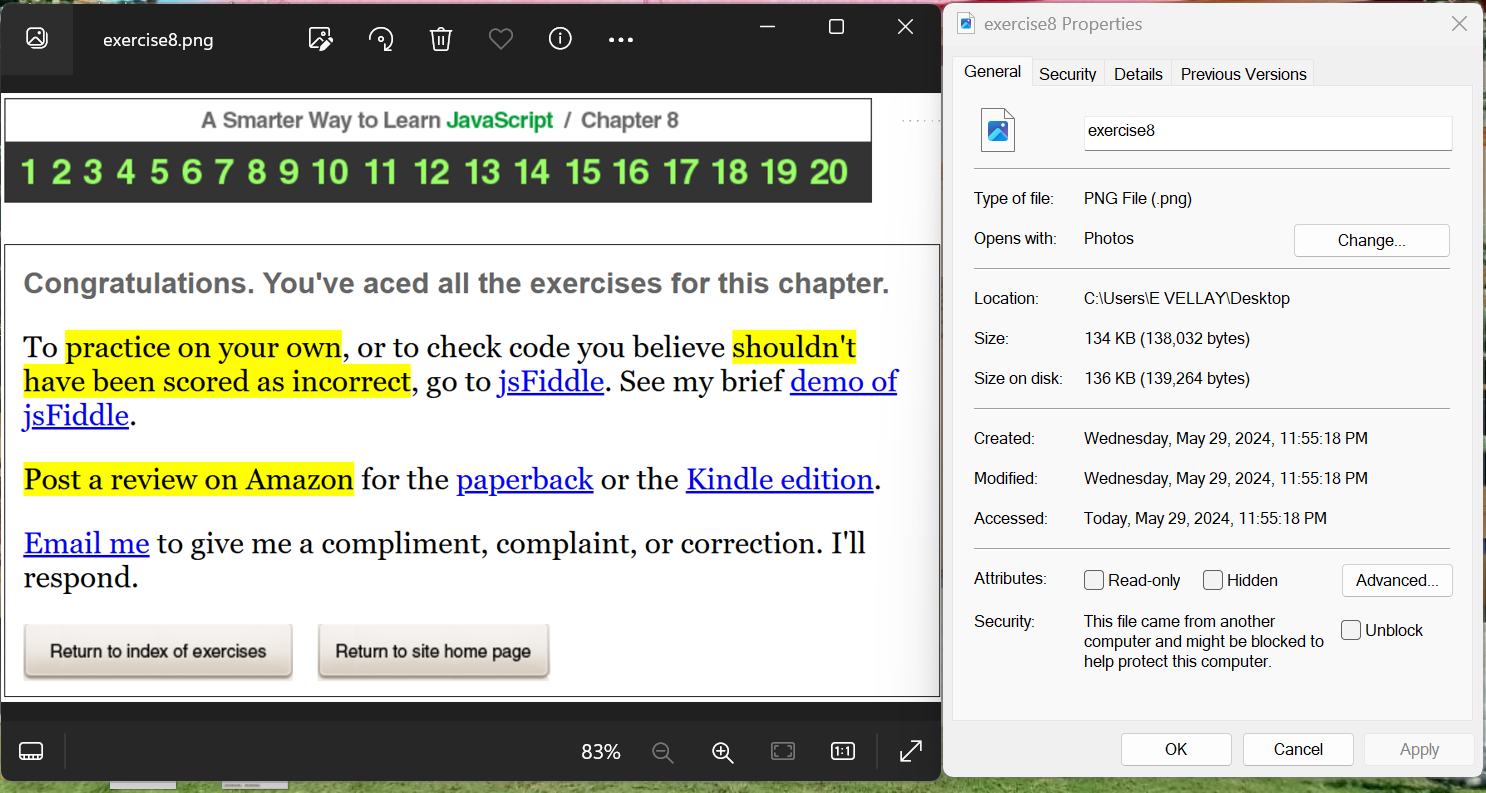 exercise8.png
A Smarter Way to Learn JavaScript / Chapter 8
1 2 3 4 5 6 7 8 9 10 11 12 13 14 15 16 17 18 19 20
Congratulations. You've aced all the exercises for this chapter.
To practice on your own, or to check code you believe shouldn't
have been scored as incorrect, go to jsFiddle. See my brief demo of
jsFiddle.
Post a review on Amazon for the paperback or the Kindle edition.
Email me to give me a compliment, complaint, or correction. I'll
respond.
Return to index of exercises
Return to site home page
83%
1:1
exercise8 Properties
General Security Details Previous Versions
exercise8
Type of file: PNG File (.png)
Opens with: Photos Change...
Location: C:\Users\E VELLAY\Desktop
Size: 134 KB (138,032 bytes)
Size on disk: 136 KB (139,264 bytes)
Created: Wednesday, May 29, 2024, 11:55:18 PM
Modified: Wednesday, May 29, 2024, 11:55:18 PM
Accessed: Today, May 29, 2024, 11:55:18 PM
Attributes: Read-only Hidden Advanced...
Security: This file came from another
computer and might be blocked to
help protect this computer.
Unblock
OK Cancel Apply